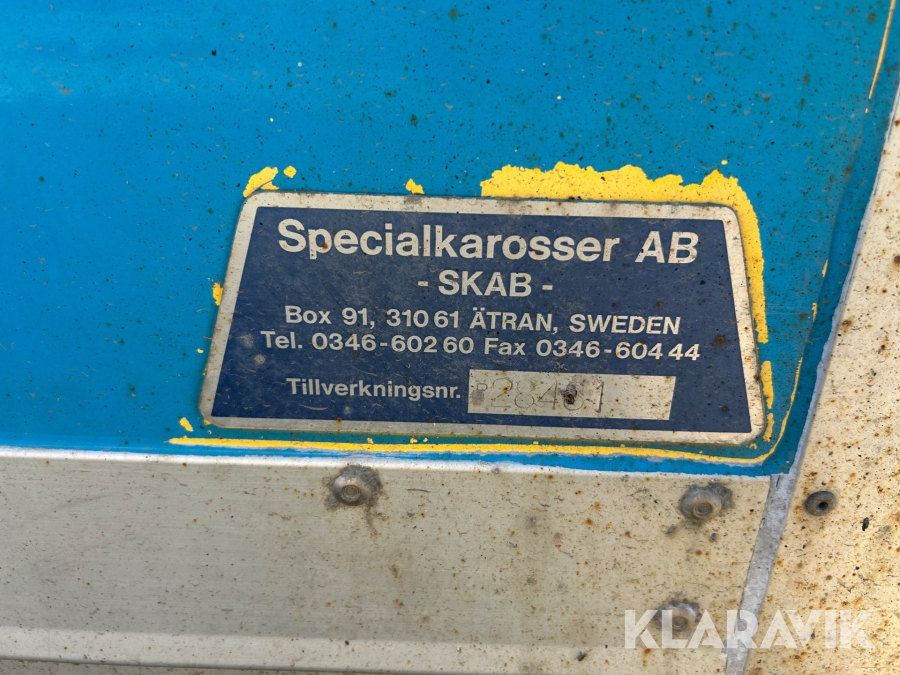 Specialkarosser AB
- SKAB -
Box 91, 310 61 ÄTRAN, SWEDEN
Tel. 0346-602 60 Fax 0346-604 44
Tillverkningsnr. P28401
KLARAVIK